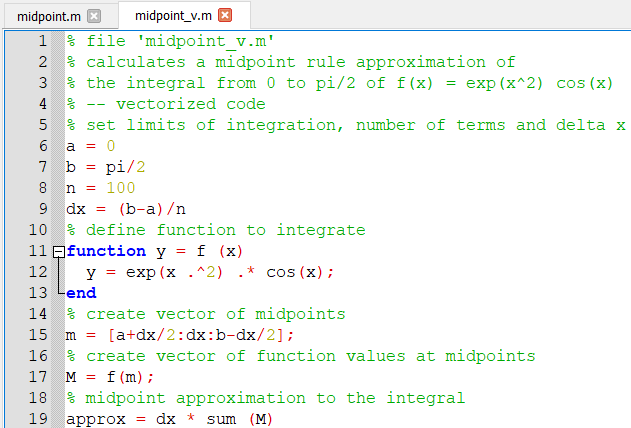 midpoint.m midpoint_v.m
1 % file 'midpoint_v.m'
2 % calculates a midpoint rule approximation of
3 % the integral from 0 to pi/2 of f(x) = exp(x^2) cos(x)
4 % -- vectorized code
5 % set limits of integration, number of terms and delta x
6 a = 0
7 b = pi/2
8 n = 100
9 dx = (b-a)/n
10 % define function to integrate
11 function y = f (x)
12   y = exp(x .^2) .* cos(x);
13 end
14 % create vector of midpoints
15 m = [a+dx/2:dx:b-dx/2];
16 % create vector of function values at midpoints
17 M = f(m);
18 % midpoint approximation to the integral
19 approx = dx * sum (M)